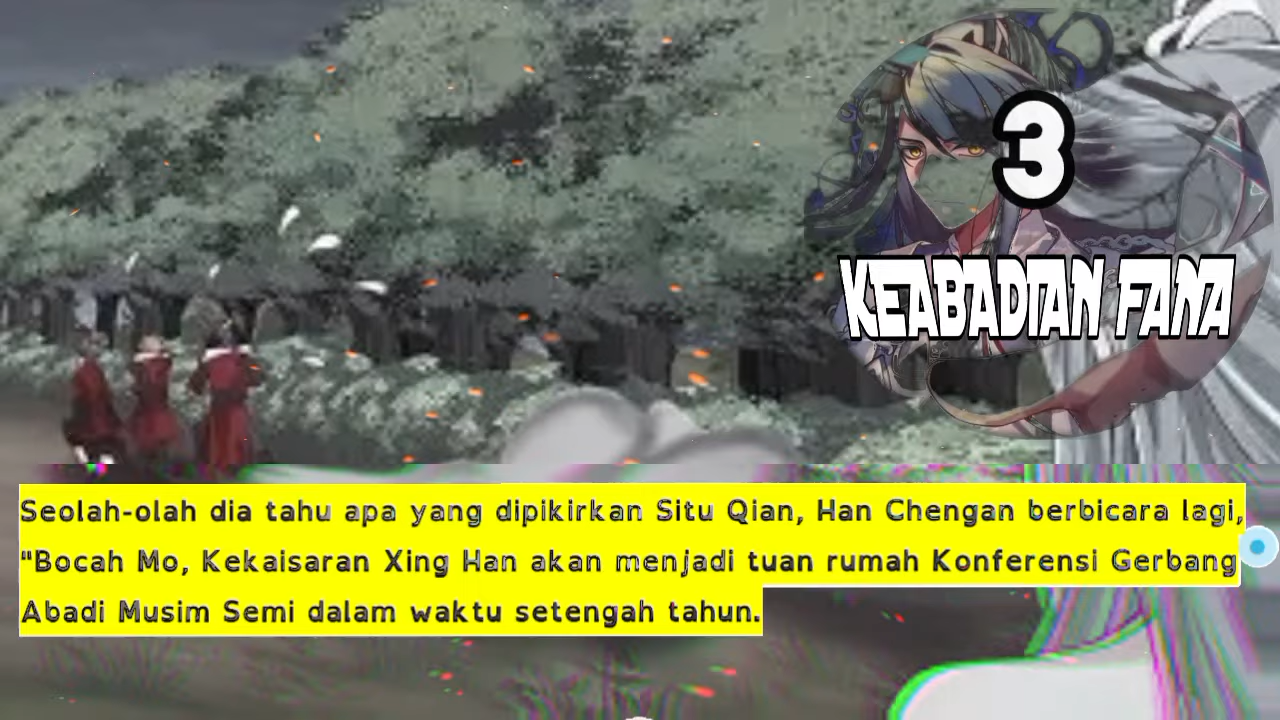 3
KEABADIAN FANA
Seolah-olah dia tahu apa yang dipikirkan Situ Qian, Han Chengan berbicara lagi,
"Bocah Mo, Kekaisaran Xing Han akan menjadi tuan rumah Konferensi Gerbang
Abadi Musim Semi dalam waktu setengah tahun.